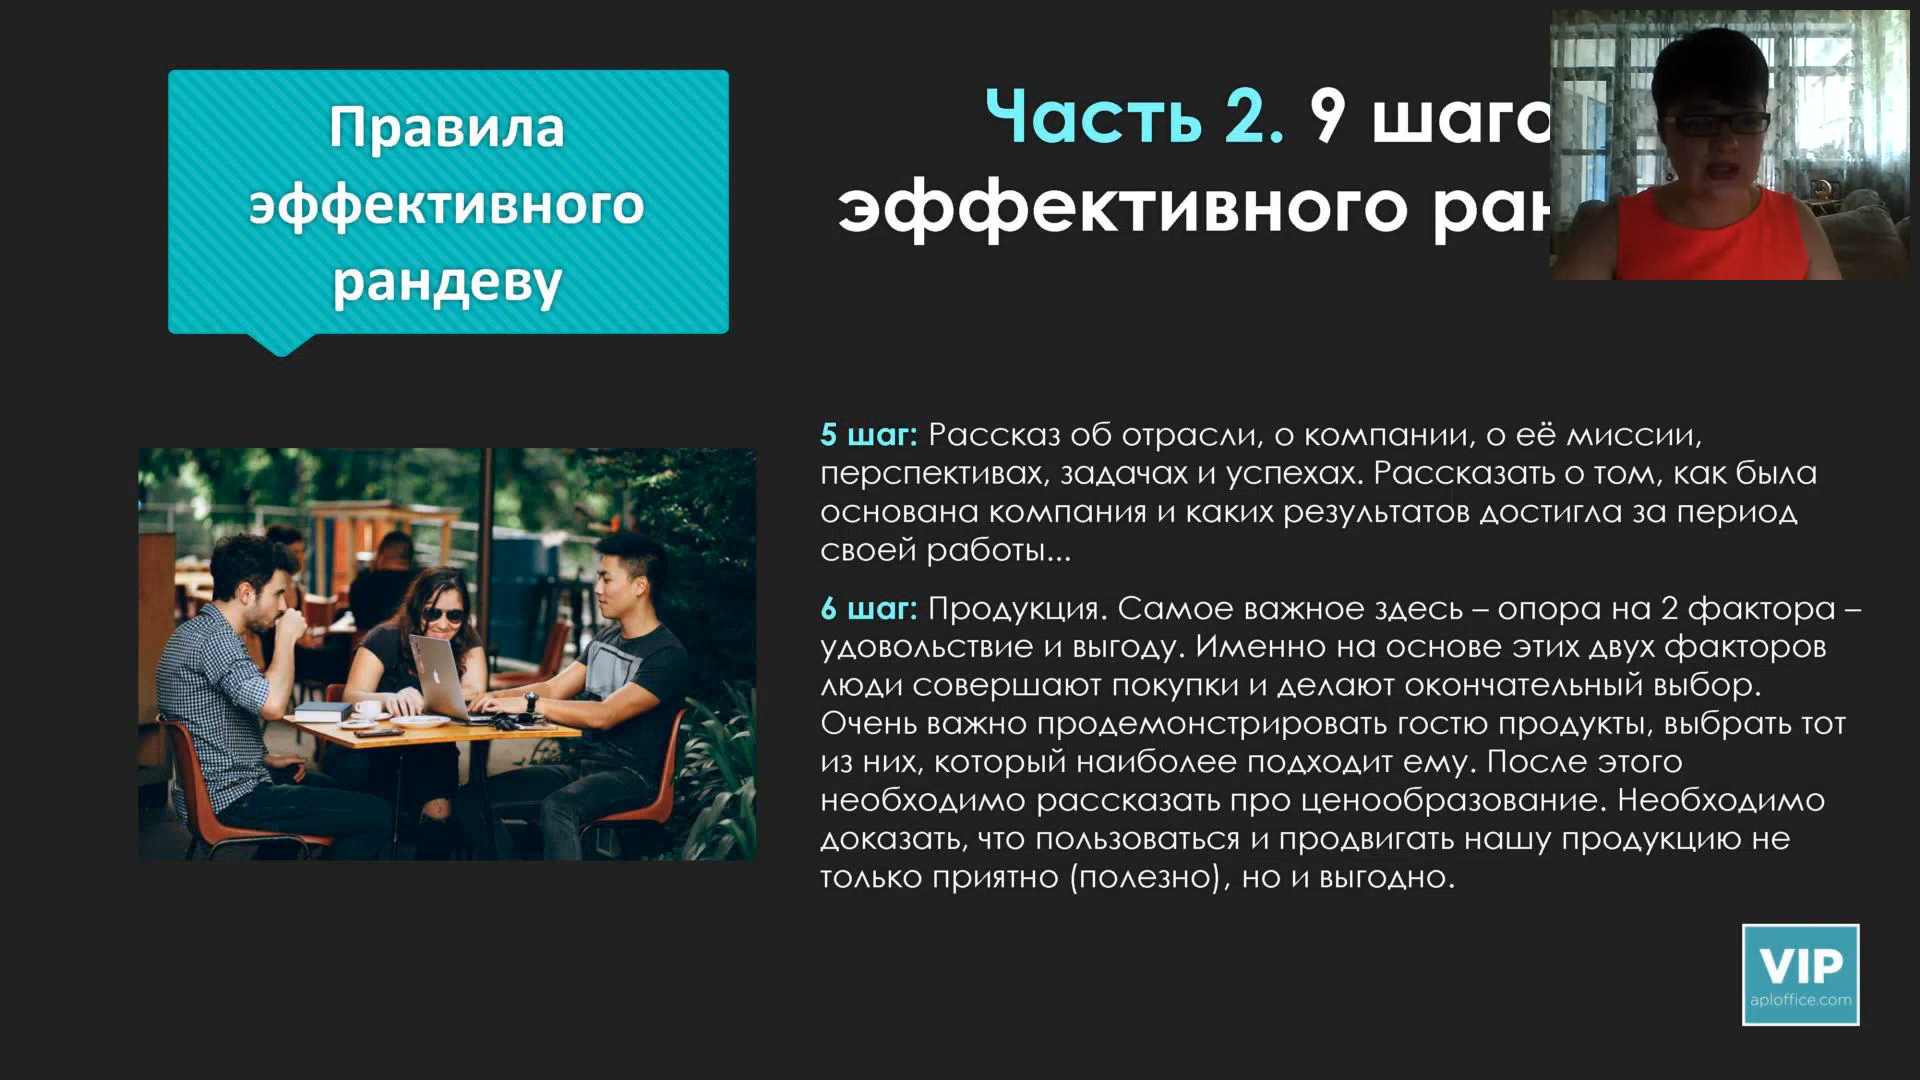 Правила
эффективного
рандеву
Часть 2. 9
эффективного
5 шаг: Рассказ об отрасли, о компании, о её миссии,
перспективах, задачах и успехах. Рассказать о том, как была
основана компания и каких результатов достигла за период
своей работы...
6 шаг: Продукция. Самое важное здесь – опора на 2 фактора –
удовольствие и выгоду. Именно на основе этих двух факторов
люди совершают покупки и делают окончательный выбор.
Очень важно продемонстрировать гостю продукты, выбрать тот
из них, который наиболее подходит ему. После этого
необходимо рассказать про ценообразование. Необходимо
доказать, что пользоваться и продвигать нашу продукцию не
только приятно (полезно), но и выгодно.
VIP
aploffice.com